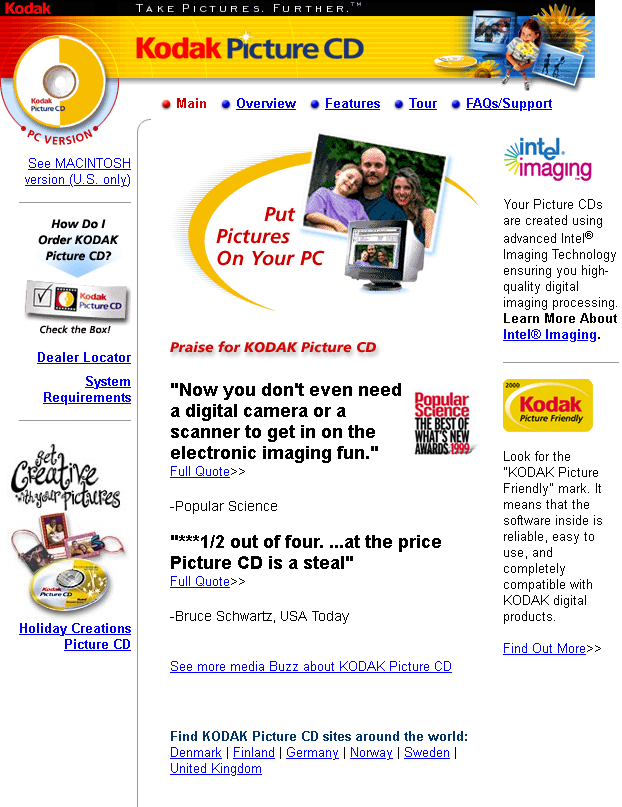 Kodak
TAKE PICTURES. FURTHER.™
Kodak Picture CD
Kodak
Picture CD
PC VERSION
Main
Overview
Features
Tour
FAQs/Support
See MACINTOSH
version (U.S. only)
How Do I
Order KODAK
Picture CD?
Kodak
Picture CD
Check the Box!
Dealer Locator
System
Requirements
get
Creative
with your pictures
Kodak
Picture CD
Holiday Creations
Picture CD
Put
Pictures
On Your PC
Praise for KODAK Picture CD
"Now you don't even need
a digital camera or a
scanner to get in on the
electronic imaging fun."
Full Quote>>
-Popular Science
Popular
Science
THE BEST OF
WHAT'S NEW
AWARDS 1999
"***1/2 out of four. ...at the price
Picture CD is a steal"
Full Quote>>
-Bruce Schwartz, USA Today
See more media Buzz about KODAK Picture CD
Find KODAK Picture CD sites around the world:
Denmark | Finland | Germany | Norway | Sweden |
United Kingdom
intel
imaging
Your Picture CDs
are created using
advanced Intel®
Imaging Technology
ensuring you high-
quality digital
imaging processing.
Learn More About
Intel® Imaging.
2000
Kodak
Picture Friendly
Look for the
"KODAK Picture
Friendly" mark. It
means that the
software inside is
reliable, easy to
use, and
completely
compatible with
KODAK digital
products.
Find Out More>>